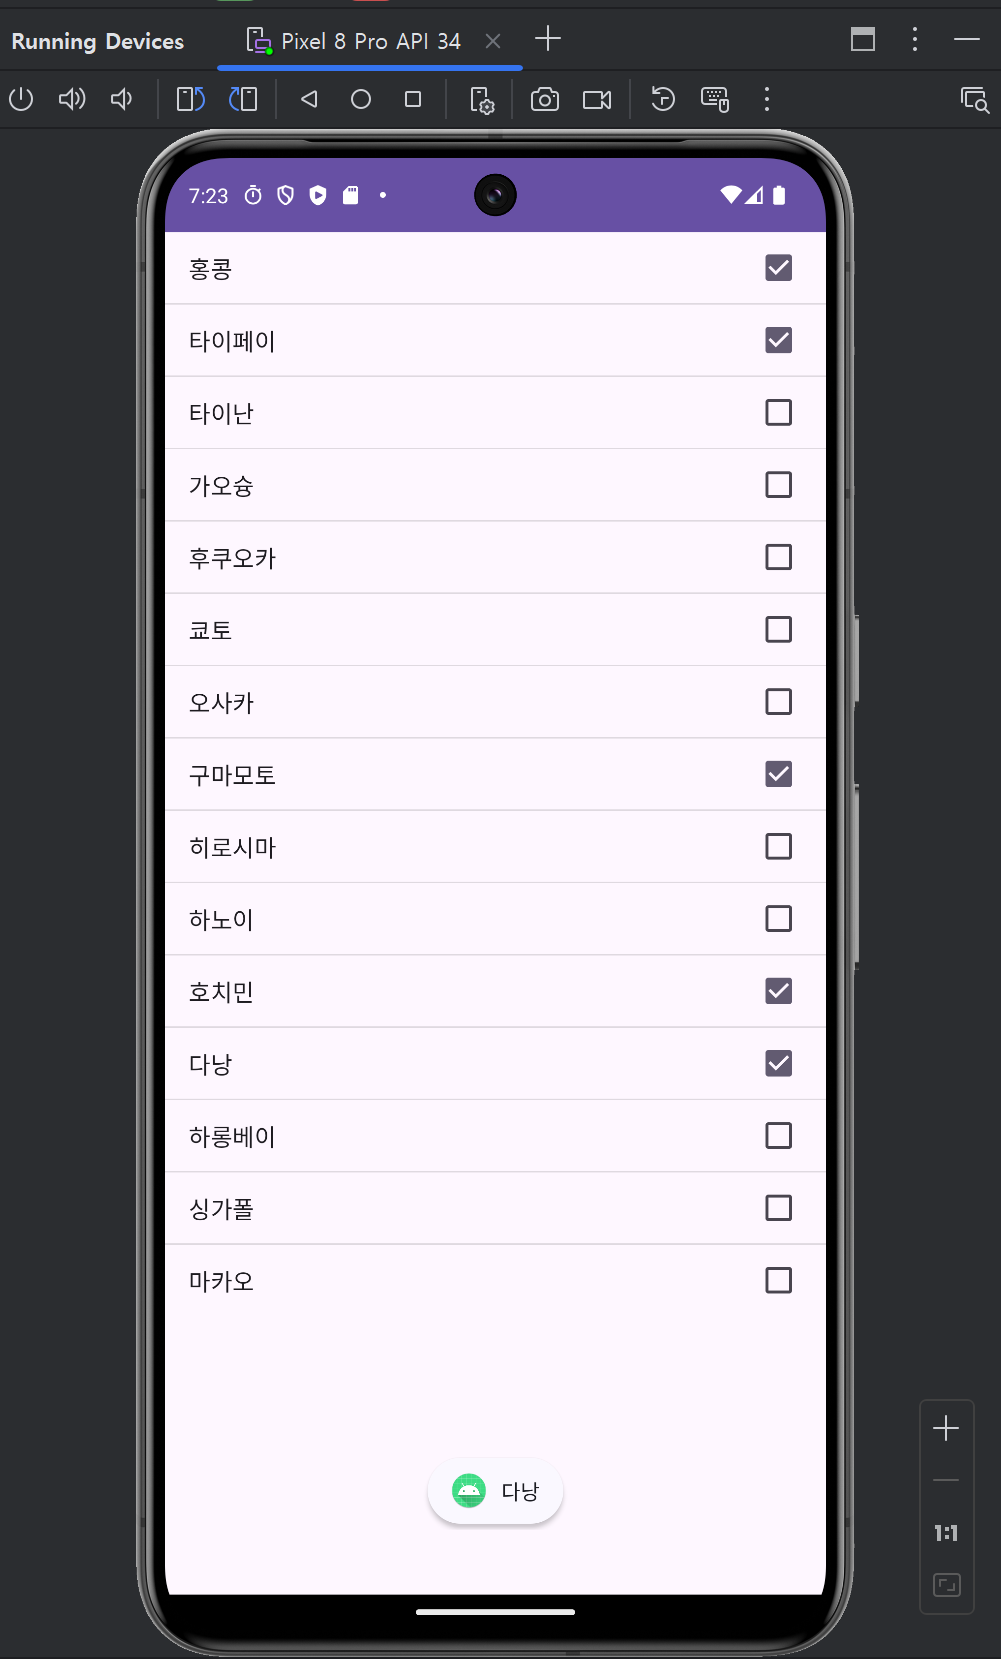 Running Devices
Pixel 8 Pro API 34
7:23
홍콩
타이페이
타이난
가오슝
후쿠오카
쿄토
오사카
구마모토
히로시마
하노이
호치민
다낭
하롱베이
싱가폴
마카오
다낭
1:1